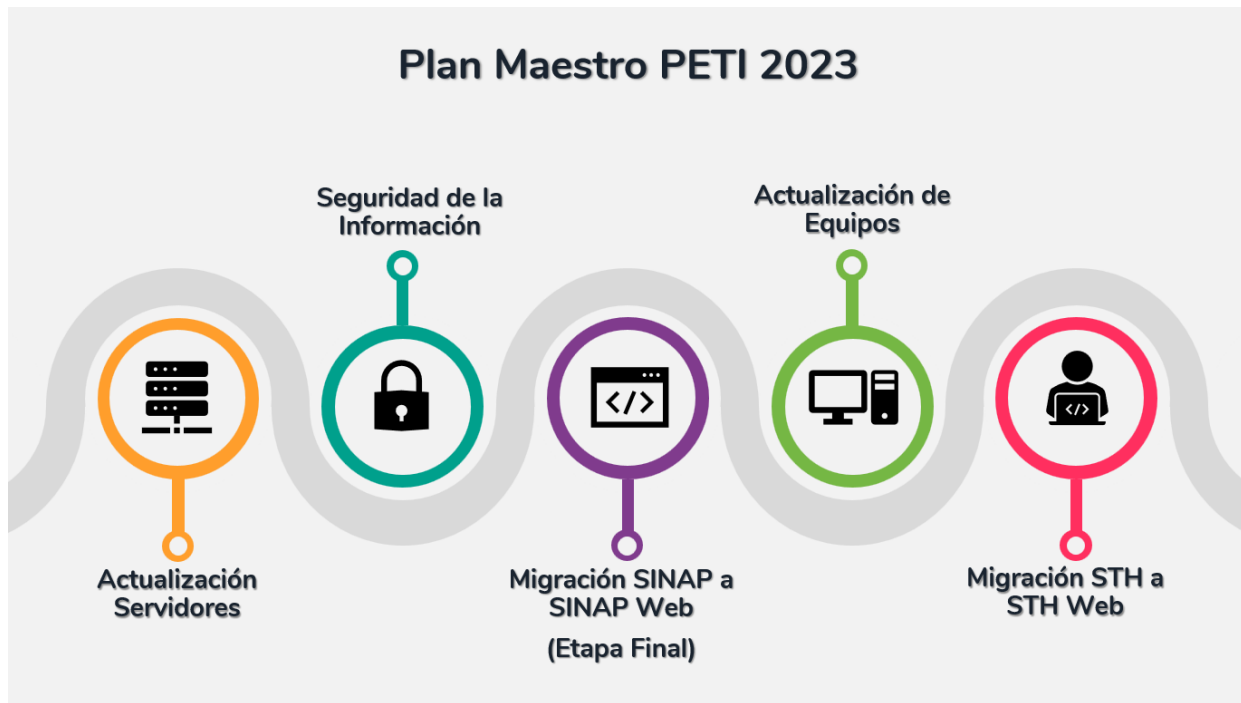 Plan Maestro PETI 2023
Seguridad de la
Información
Actualización de
Equipos
</>
</>
Actualización
Servidores
Migración SINAP a
SINAP Web
(Etapa Final)
Migración STH a
STH Web